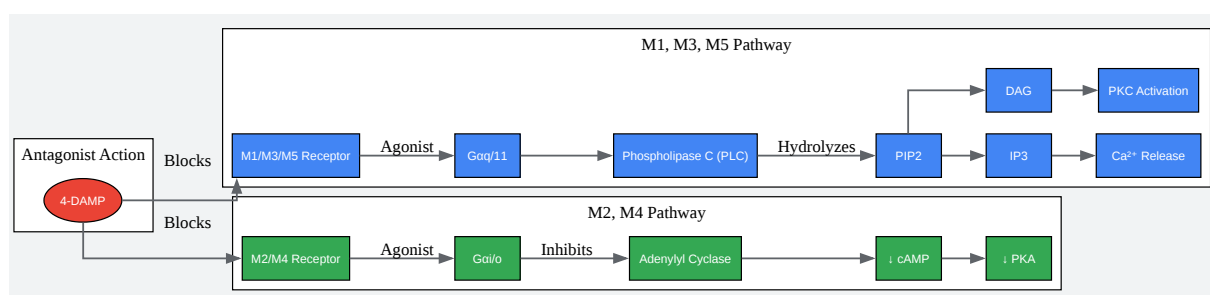 M1, M3, M5 Pathway
DAG
PKC Activation
Antagonist Action
Blocks
M1/M3/M5 Receptor
Agonist
Gαq/11
Phospholipase C (PLC)
Hydrolyzes
PIP2
IP3
Ca²⁺ Release
4-DAMP
Blocks
M2, M4 Pathway
M2/M4 Receptor
Agonist
Gαi/o
Inhibits
Adenylyl Cyclase
↓ cAMP
↓ PKA